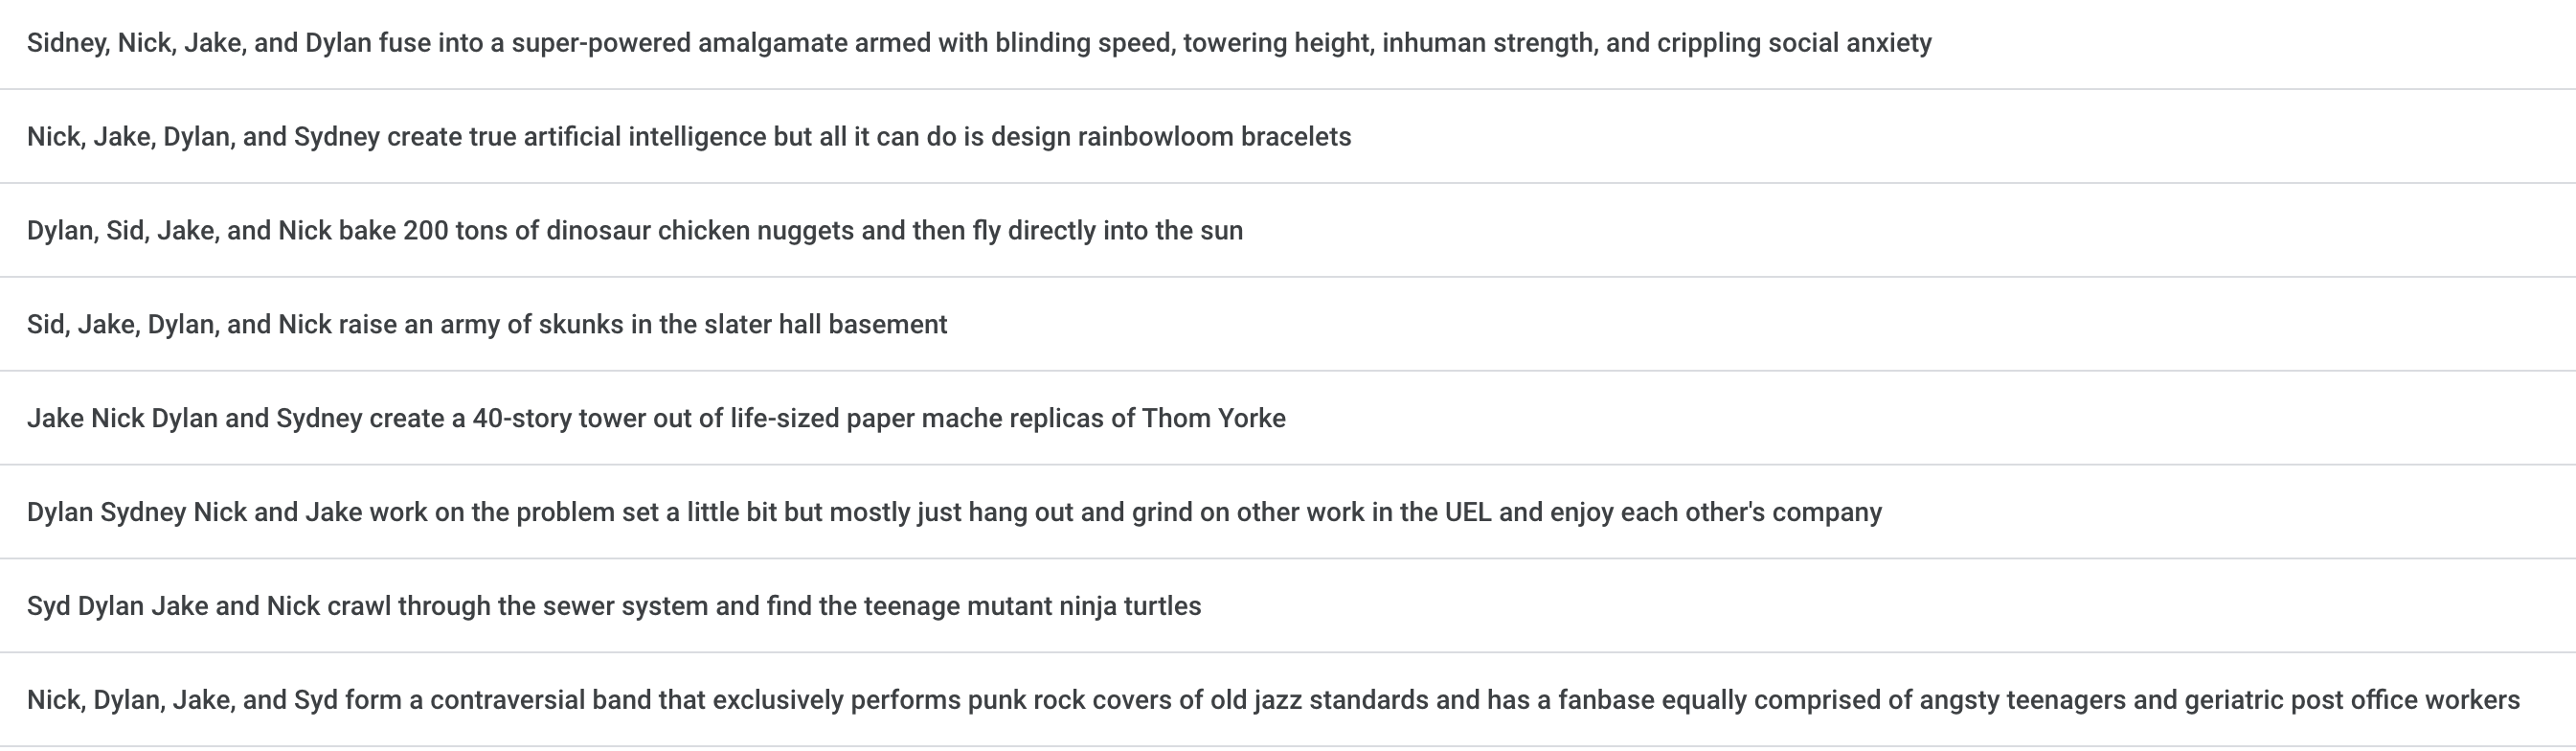 Sidney, Nick, Jake, and Dylan fuse into a super-powered amalgamate armed with blinding speed, towering height, inhuman strength, and crippling social anxiety
Nick, Jake, Dylan, and Sydney create true artificial intelligence but all it can do is design rainbowloom bracelets
Dylan, Sid, Jake, and Nick bake 200 tons of dinosaur chicken nuggets and then fly directly into the sun
Sid, Jake, Dylan, and Nick raise an army of skunks in the slater hall basement
Jake Nick Dylan and Sydney create a 40-story tower out of life-sized paper mache replicas of Thom Yorke
Dylan Sydney Nick and Jake work on the problem set a little bit but mostly just hang out and grind on other work in the UEL and enjoy each other's company
Syd Dylan Jake and Nick crawl through the sewer system and find the teenage mutant ninja turtles
Nick, Dylan, Jake, and Syd form a contraversial band that exclusively performs punk rock covers of old jazz standards and has a fanbase equally comprised of angsty teenagers and geriatric post office workers